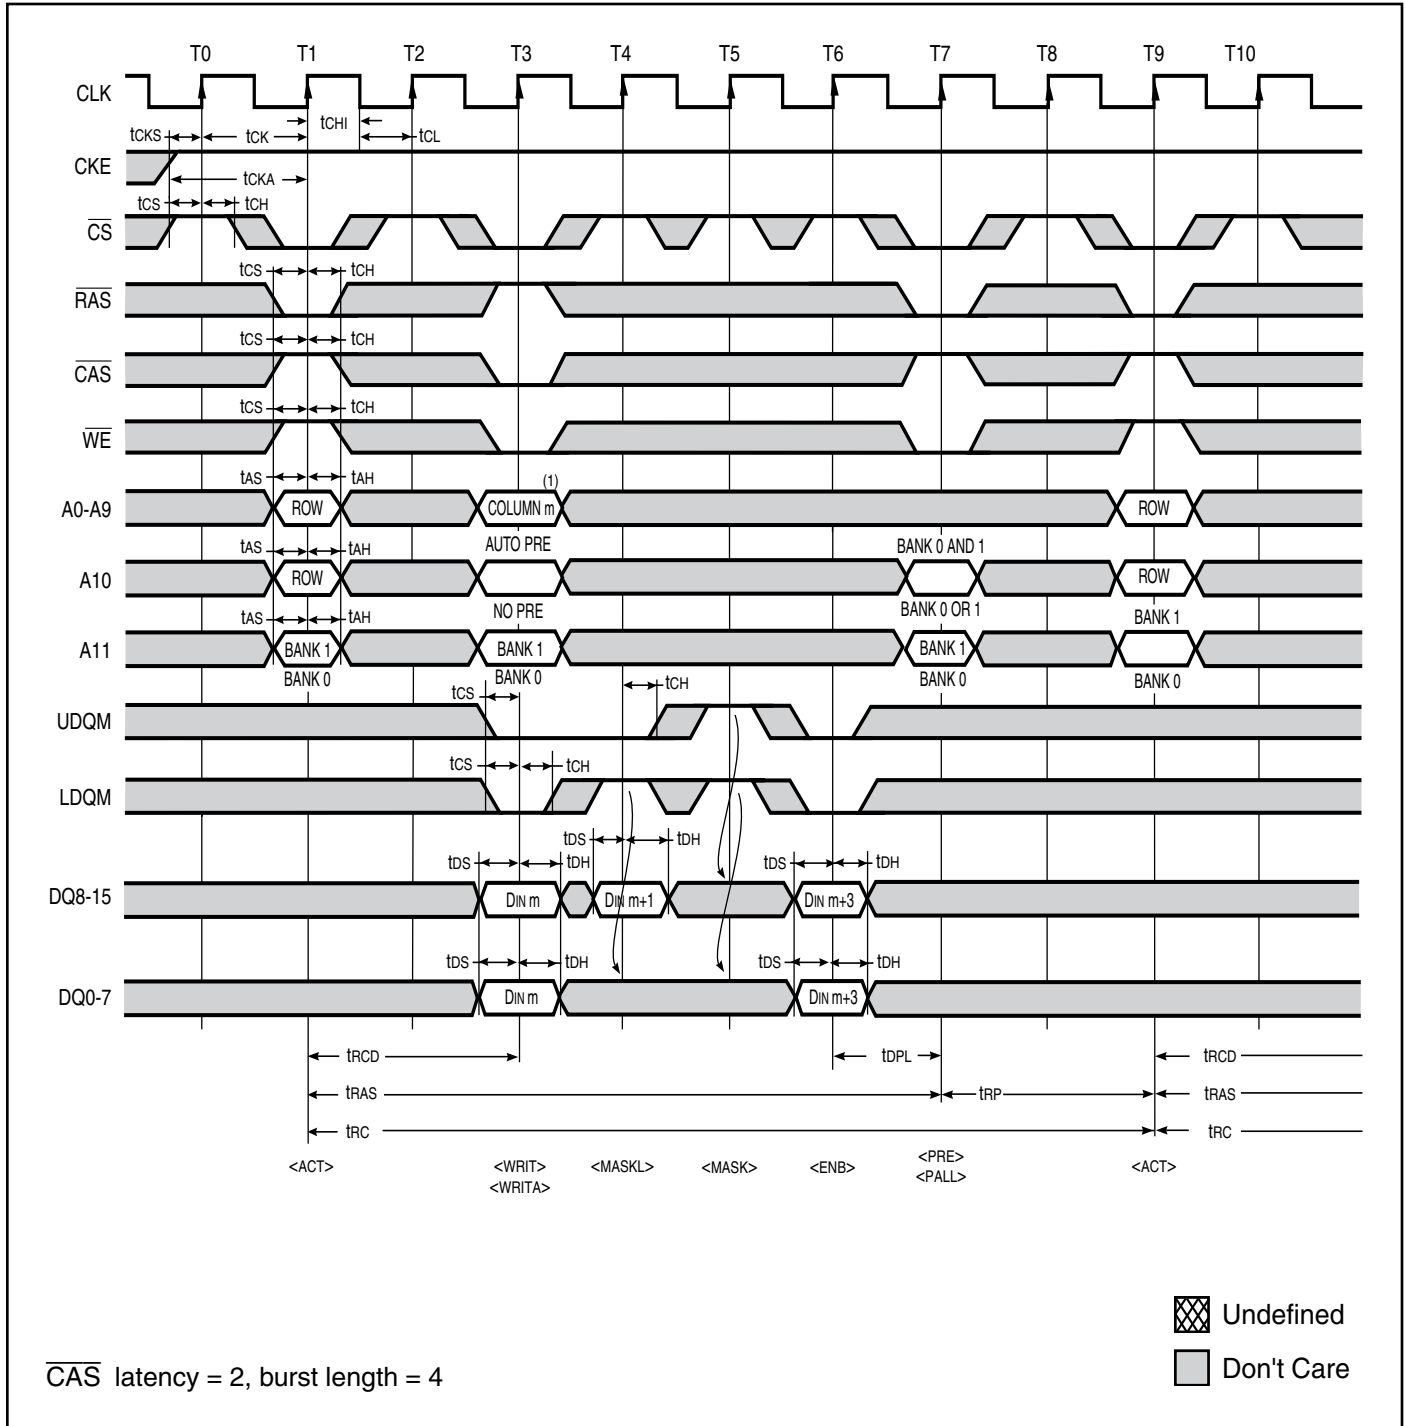 T0 T1 T2 T3 T4 T5 T6 T7 T8 T9 T10
CLK
tCHI
tCKS tCK tCL
CKE
tCKA
tCS tCH
CS
tCS tCH
RAS
tCS tCH
CAS
tCS tCH
WE
tAS tAH (1)
A0-A9 ROW COLUMN m ROW
tAS tAH AUTO PRE BANK 0 AND 1
A10 ROW ROW
tAS tAH NO PRE BANK 0 OR 1 BANK 1
A11 BANK 1 BANK 1 BANK 1
BANK 0 BANK 0 BANK 0 BANK 0
tCS tCH
UDQM
tCS tCH
LDQM
tDS tDH
tDS tDH tDS tDH
DQ8-15 DIN m DIN m+1 DIN m+3
tDS tDH tDS tDH
DQ0-7 DIN m DIN m+3
tRCD tDPL tRCD
tRAS tRP tRAS
tRC tRC
<ACT> <WRIT> <MASKL> <MASK> <ENB> <PRE> <ACT>
<WRITA> <PALL>
Undefined
Don't Care
CAS latency = 2, burst length = 4